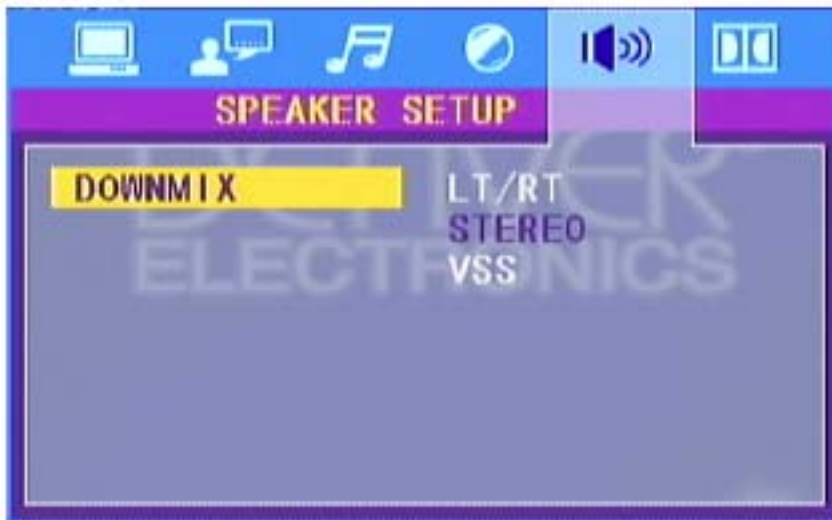 SPEAKER SETUP
DOWNMIX
LT/RT
STEREO
VSS
DENVER
ELECTRONICS